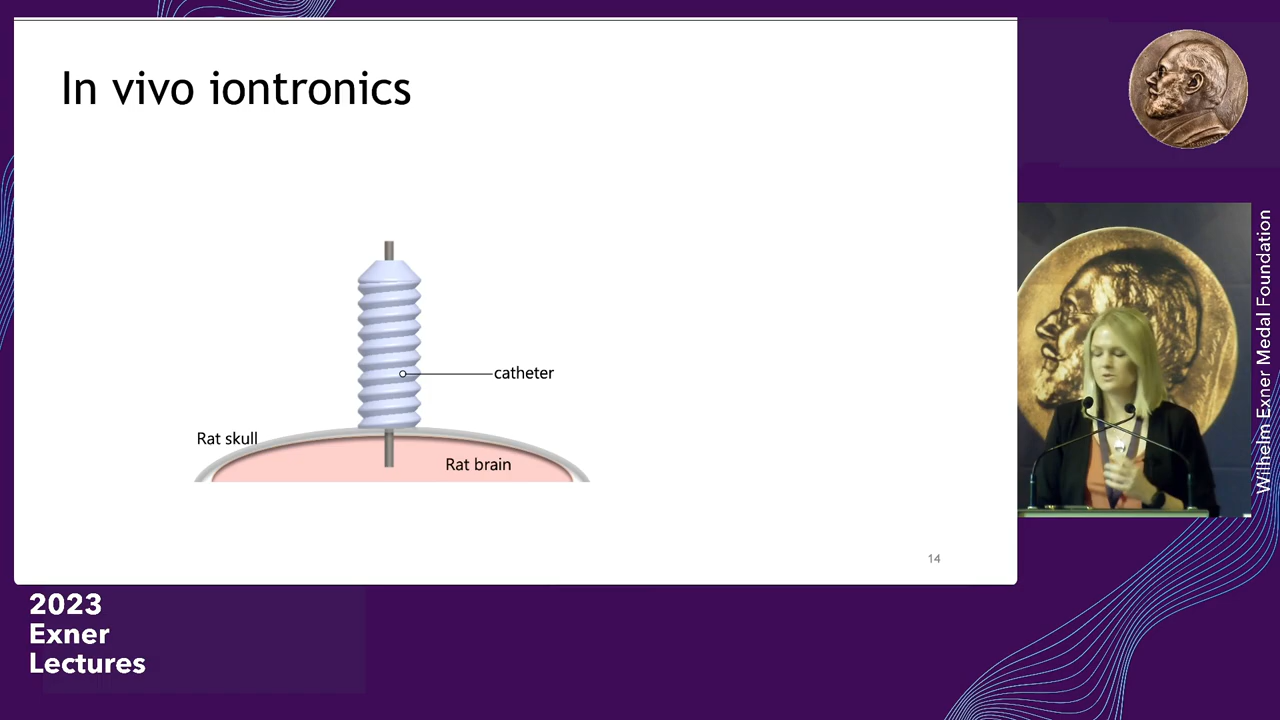 In vivo iontronics
catheter
Rat skull
Rat brain
14
2023
Exner
Lectures
Wilhelm Exner Medal Foundation